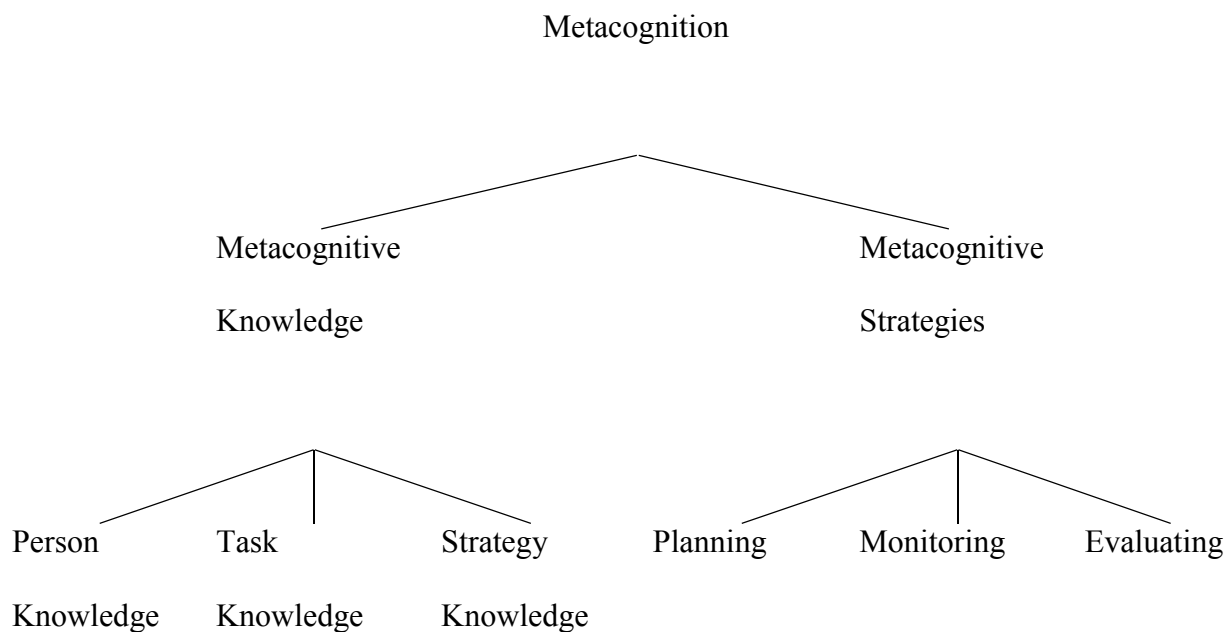 Metacognition
Metacognitive Metacognitive
Knowledge Strategies
Person Task Strategy Planning Monitoring Evaluating
Knowledge Knowledge Knowledge